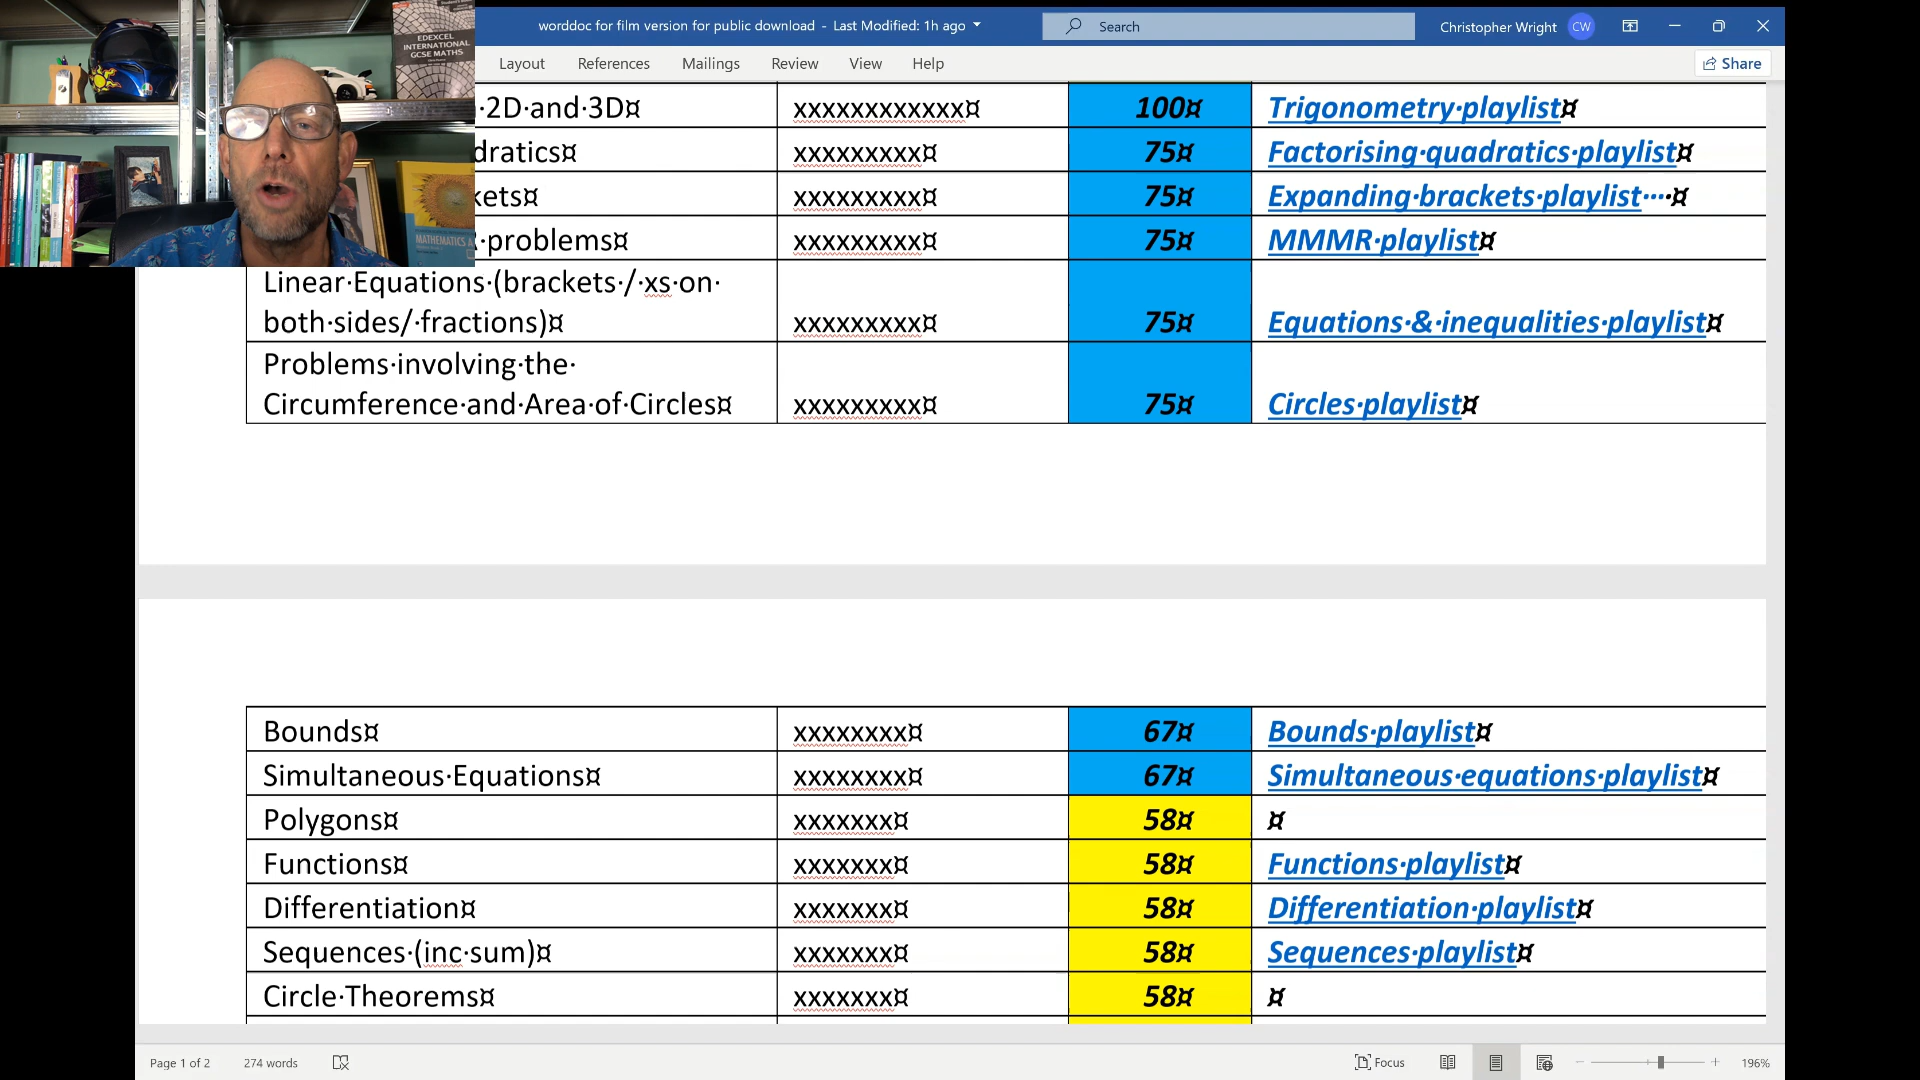 worddoc for film version for public download - Last Modified: 1h ago
Search
Christopher Wright CW
Layout References Mailings Review View Help
Share
EDEXCEL
INTERNATIONAL
GCSE MATHS
MATHEMATICS A
·2D·and·3D¤ xxxxxxxxxxxx¤ 100¤ Trigonometry·playlist¤
dratics¤ xxxxxxxxx¤ 75¤ Factorising·quadratics·playlist¤
kets¤ xxxxxxxxx¤ 75¤ Expanding·brackets·playlist····¤
·problems¤ xxxxxxxxx¤ 75¤ MMMR·playlist¤
Linear·Equations·(brackets·/·xs·on·
both·sides/·fractions)¤ xxxxxxxxx¤ 75¤ Equations·&·inequalities·playlist¤
Problems·involving·the·
Circumference·and·Area·of·Circles¤ xxxxxxxxx¤ 75¤ Circles·playlist¤
Bounds¤ xxxxxxxx¤ 67¤ Bounds·playlist¤
Simultaneous·Equations¤ xxxxxxxx¤ 67¤ Simultaneous·equations·playlist¤
Polygons¤ xxxxxxx¤ 58¤ ¤
Functions¤ xxxxxxx¤ 58¤ Functions·playlist¤
Differentiation¤ xxxxxxx¤ 58¤ Differentiation·playlist¤
Sequences·(inc·sum)¤ xxxxxxx¤ 58¤ Sequences·playlist¤
Circle·Theorems¤ xxxxxxx¤ 58¤ ¤
Page 1 of 2 274 words Focus 196%